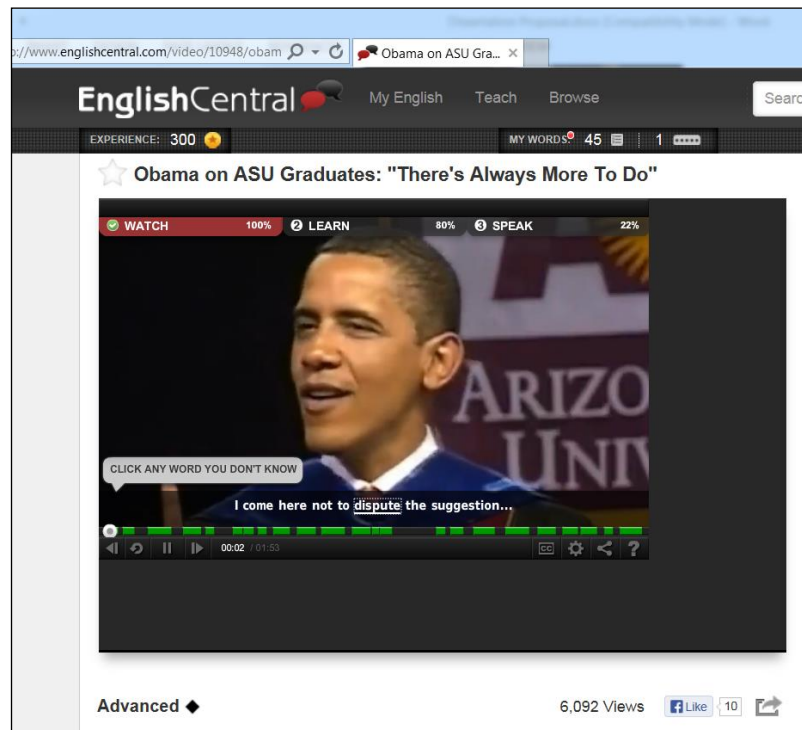 ://www.englishcentral.com/video/10948/obam
Obama on ASU Gra... ×
EnglishCentral My English Teach Browse Searc
EXPERIENCE: 300 MY WORDS: 45 1
Obama on ASU Graduates: "There's Always More To Do"
WATCH 100% 2 LEARN 80% 3 SPEAK 22%
ARIZO
UNIV
CLICK ANY WORD YOU DON'T KNOW
I come here not to dispute the suggestion...
00:02 / 01:53 CC ?
Advanced 6,092 Views Like 10